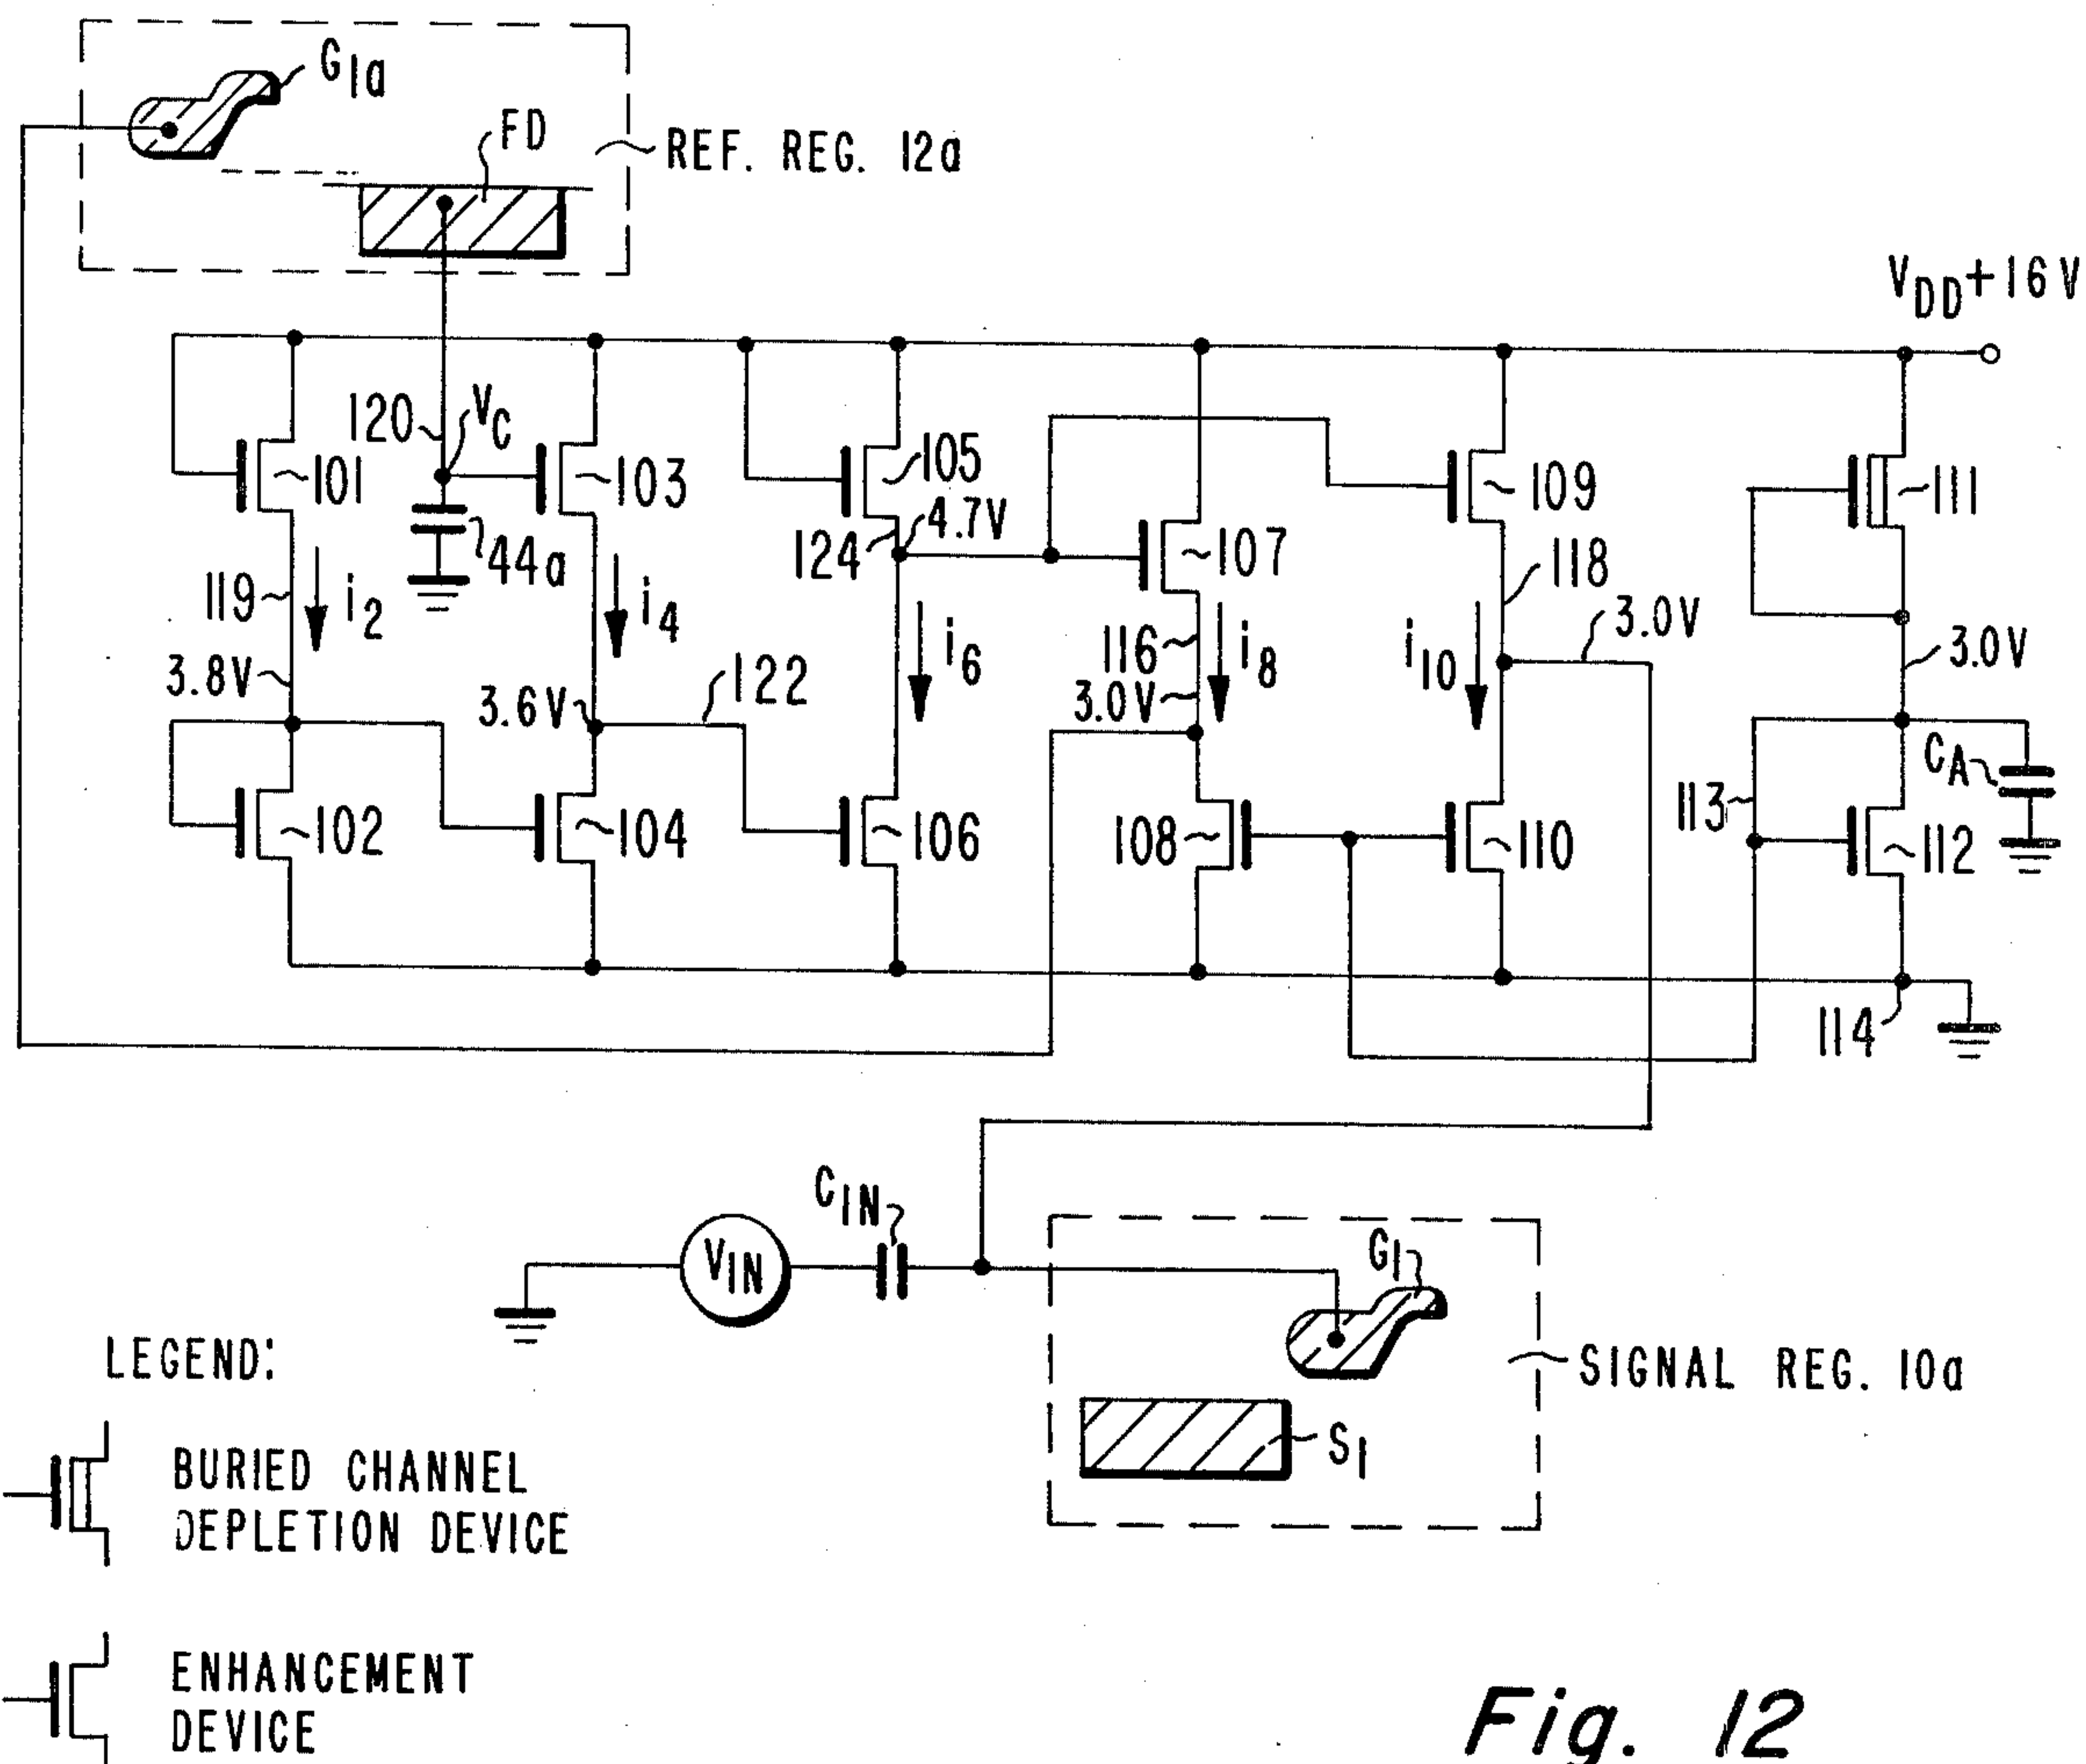 G1a
FD
REF. REG. 12a
VDD+16V
120
VC
101
103
105
109
111
44a
124
4.7V
107
118
119
i2
i4
i6
116
i8
i10
3.0V
3.0V
3.8V
3.6V
122
3.0V
CA
113
102
104
106
108
110
112
114
CIN
VIN
G1
SIGNAL REG. 10a
S1
LEGEND:
BURIED CHANNEL
DEPLETION DEVICE
ENHANCEMENT
DEVICE
Fig. 12